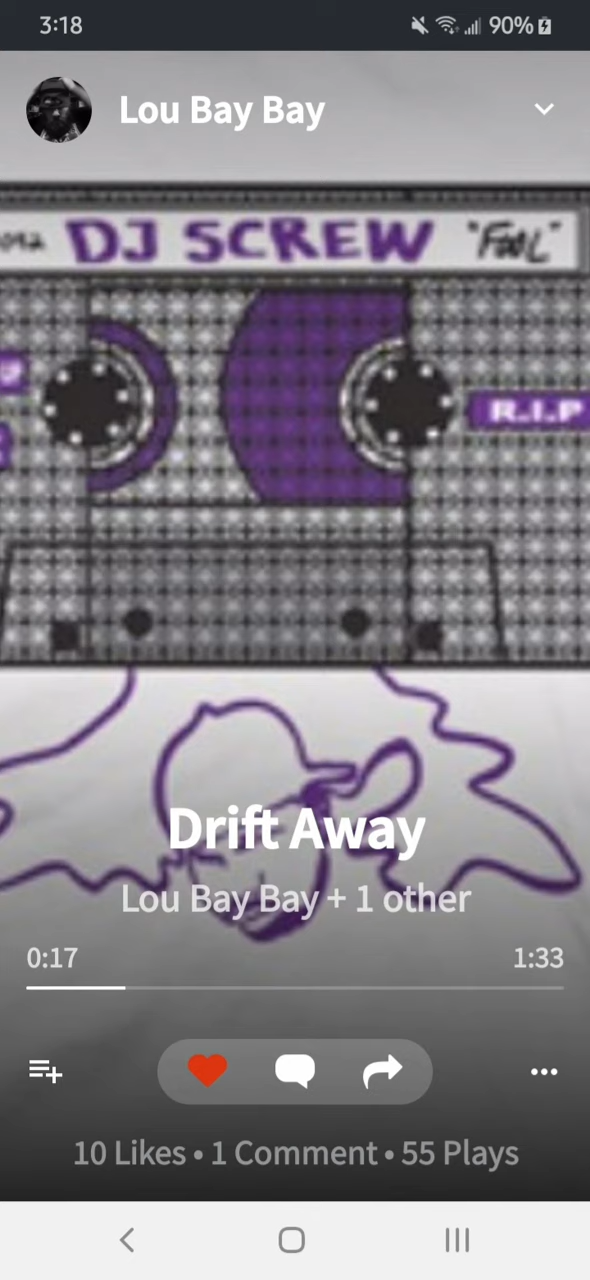 3:18 90%
Lou Bay Bay
DJ SCREW "FOOL"
R.I.P
Drift Away
Lou Bay Bay + 1 other
0:17 1:33
10 Likes • 1 Comment • 55 Plays